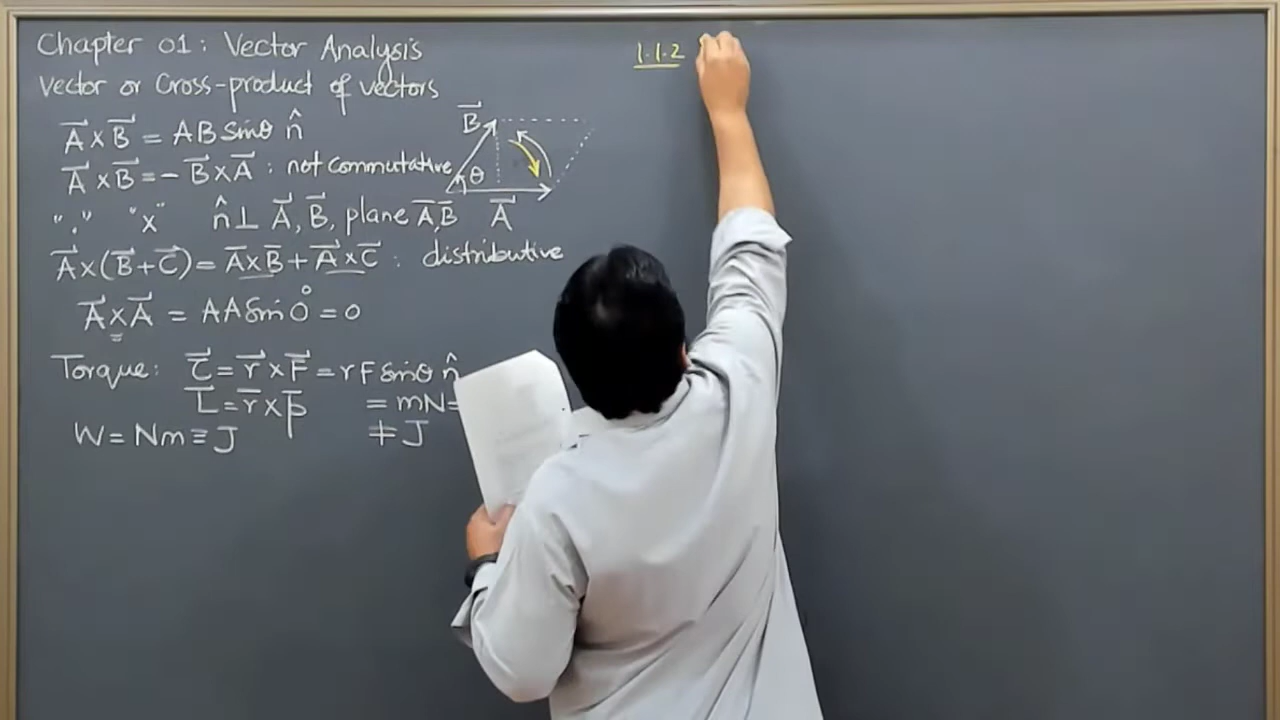 Chapter 01: Vector Analysis
Vector or Cross-product of vectors
A⃗ × B⃗ = AB sinθ n̂
A⃗ × B⃗ = - B⃗ × A⃗ : not commutative
"." "×" n̂ ⊥ A⃗, B⃗, plane A⃗,B⃗
A⃗ × (B⃗ + C⃗) = A⃗ × B⃗ + A⃗ × C⃗ : distributive
A⃗ × A⃗ = AA sin 0° = 0
Torque: τ⃗ = r⃗ × F⃗ = r F sinθ n̂
L⃗ = r⃗ × p⃗ = mN =
W = Nm ≡ J ≠ J
B⃗
θ
A⃗
1.1.2